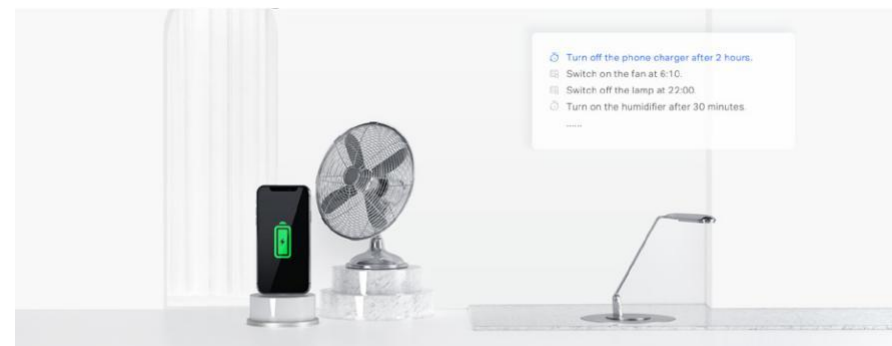 Turn off the phone charger after 2 hours.
Switch on the fan at 6:10.
Switch off the lamp at 22:00.
Turn on the humidifier after 30 minutes.
......